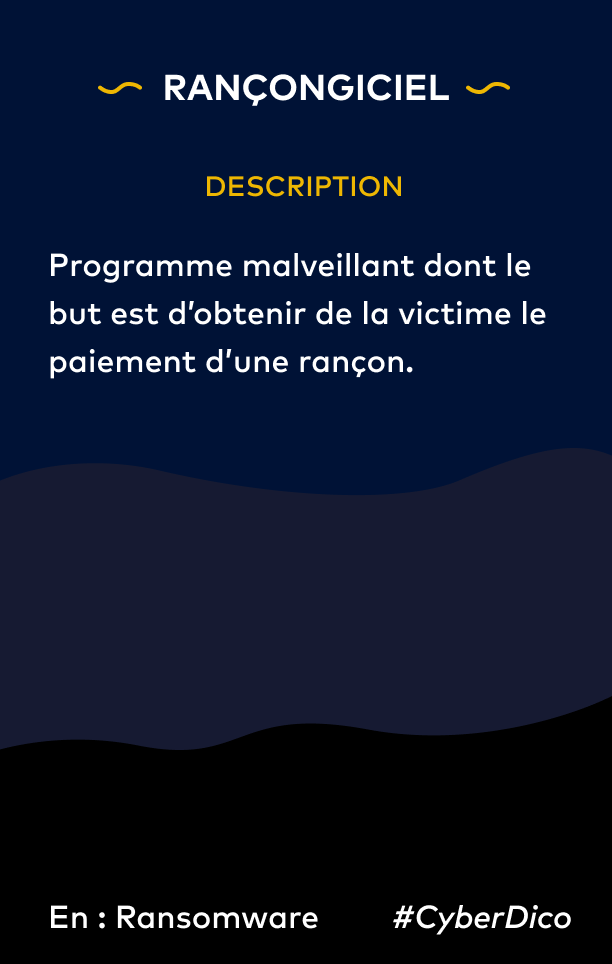 RANÇONGICIEL
DESCRIPTION
Programme malveillant dont le
but est d’obtenir de la victime le
paiement d’une rançon.
En : Ransomware
#CyberDico